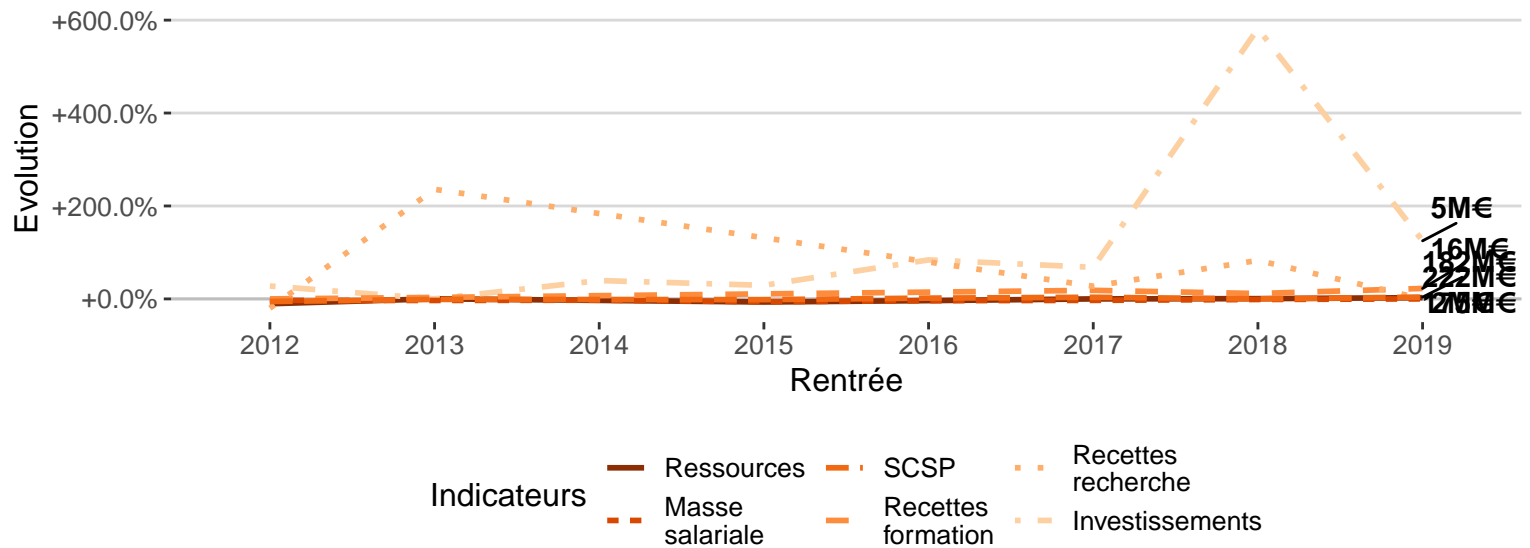 +600.0%
+400.0%
+200.0%
+0.0%
Evolution
5M€
16M€
182M€
222M€
2012
2013
2014
2015
2016
2017
2018
2019
Rentrée
Indicateurs
Ressources
Masse
salariale
SCSP
Recettes
formation
Recettes
recherche
Investissements